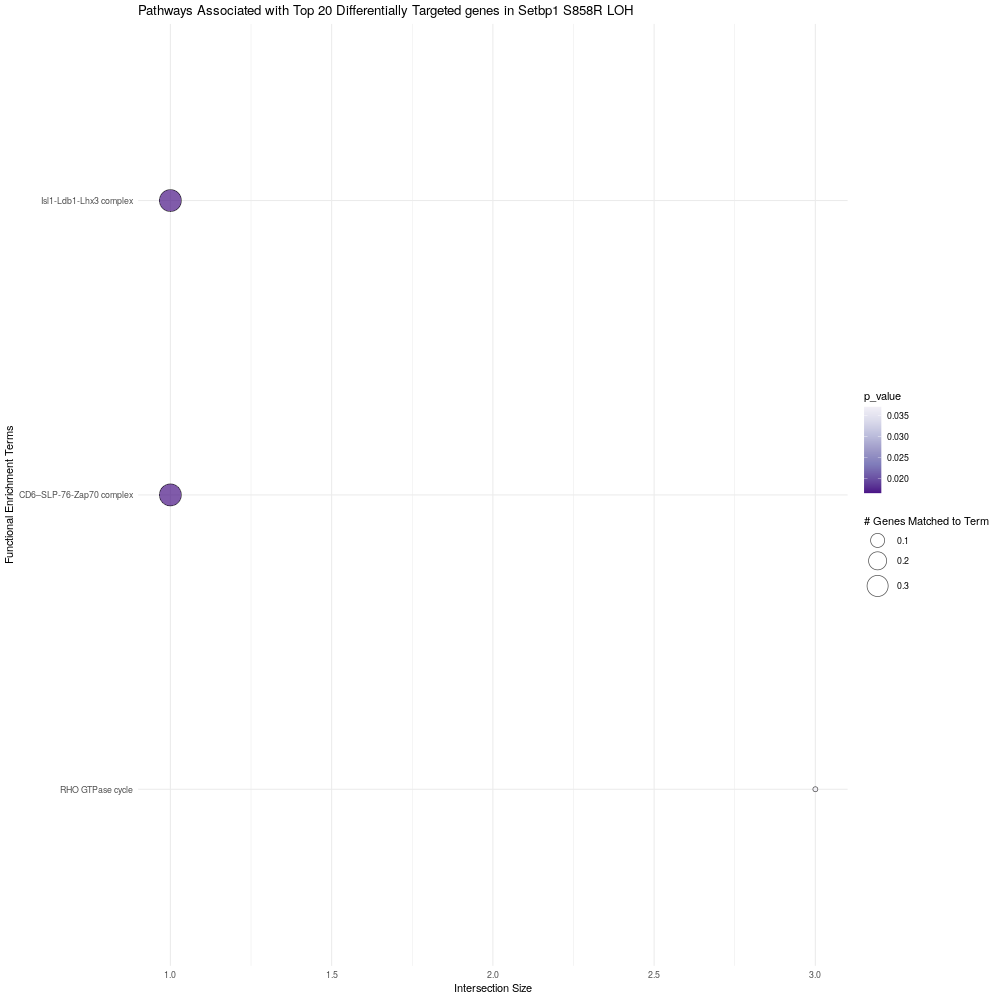 Pathways Associated with Top 20 Differentially Targeted genes in Setbp1 S858R LOH
Functional Enrichment Terms
Isl1-Ldb1-Lhx3 complex
CD6–SLP-76-Zap70 complex
RHO GTPase cycle
1.0
1.5
2.0
2.5
3.0
Intersection Size
p_value
0.035
0.030
0.025
0.020
# Genes Matched to Term
0.1
0.2
0.3